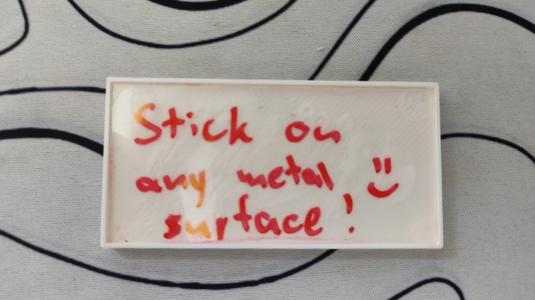 Stick on
any metal
surface! :)